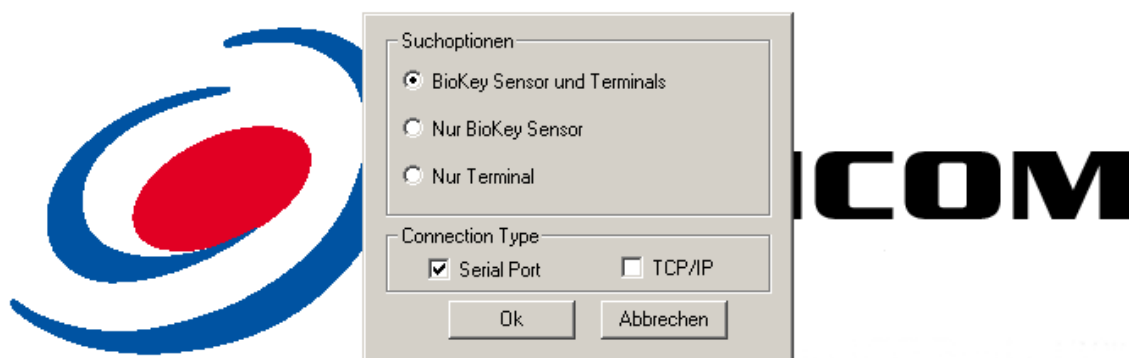 Suchoptionen
BioKey Sensor und Terminals
Nur BioKey Sensor
Nur Terminal
Connection Type
Serial Port TCP/IP
Ok Abbrechen
ICOM